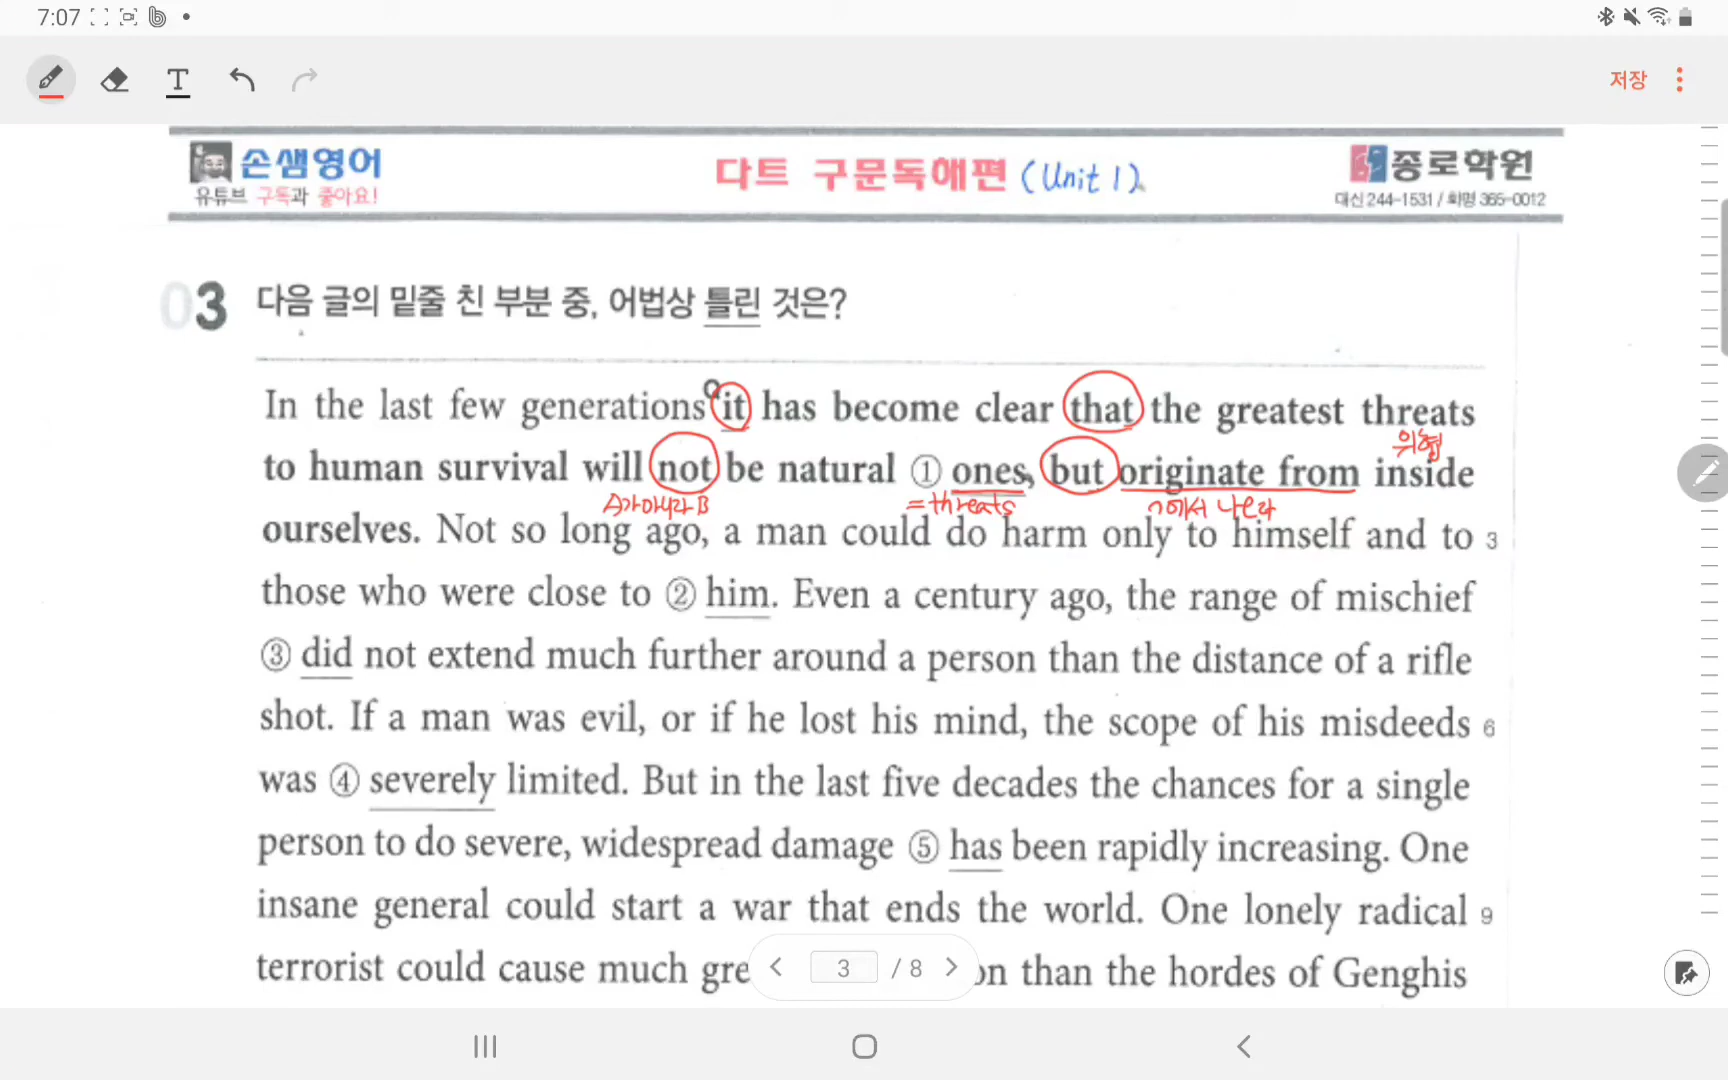 7:07
저장
손샘영어
유튜브 구독과 좋아요!
다트 구문독해편 (Unit 1).
종로학원
대신 244-1531 / 회명 365-0012
03 다음 글의 밑줄 친 부분 중, 어법상 틀린 것은?
In the last few generations it has become clear that the greatest threats
위협
to human survival will not be natural ① ones, but originate from inside
A가 아니라 B
= threats
~에서 나온다
ourselves. Not so long ago, a man could do harm only to himself and to 3
those who were close to ② him. Even a century ago, the range of mischief
③ did not extend much further around a person than the distance of a rifle
shot. If a man was evil, or if he lost his mind, the scope of his misdeeds 6
was ④ severely limited. But in the last five decades the chances for a single
person to do severe, widespread damage ⑤ has been rapidly increasing. One
insane general could start a war that ends the world. One lonely radical 9
terrorist could cause much gre
on than the hordes of Genghis
3 / 8